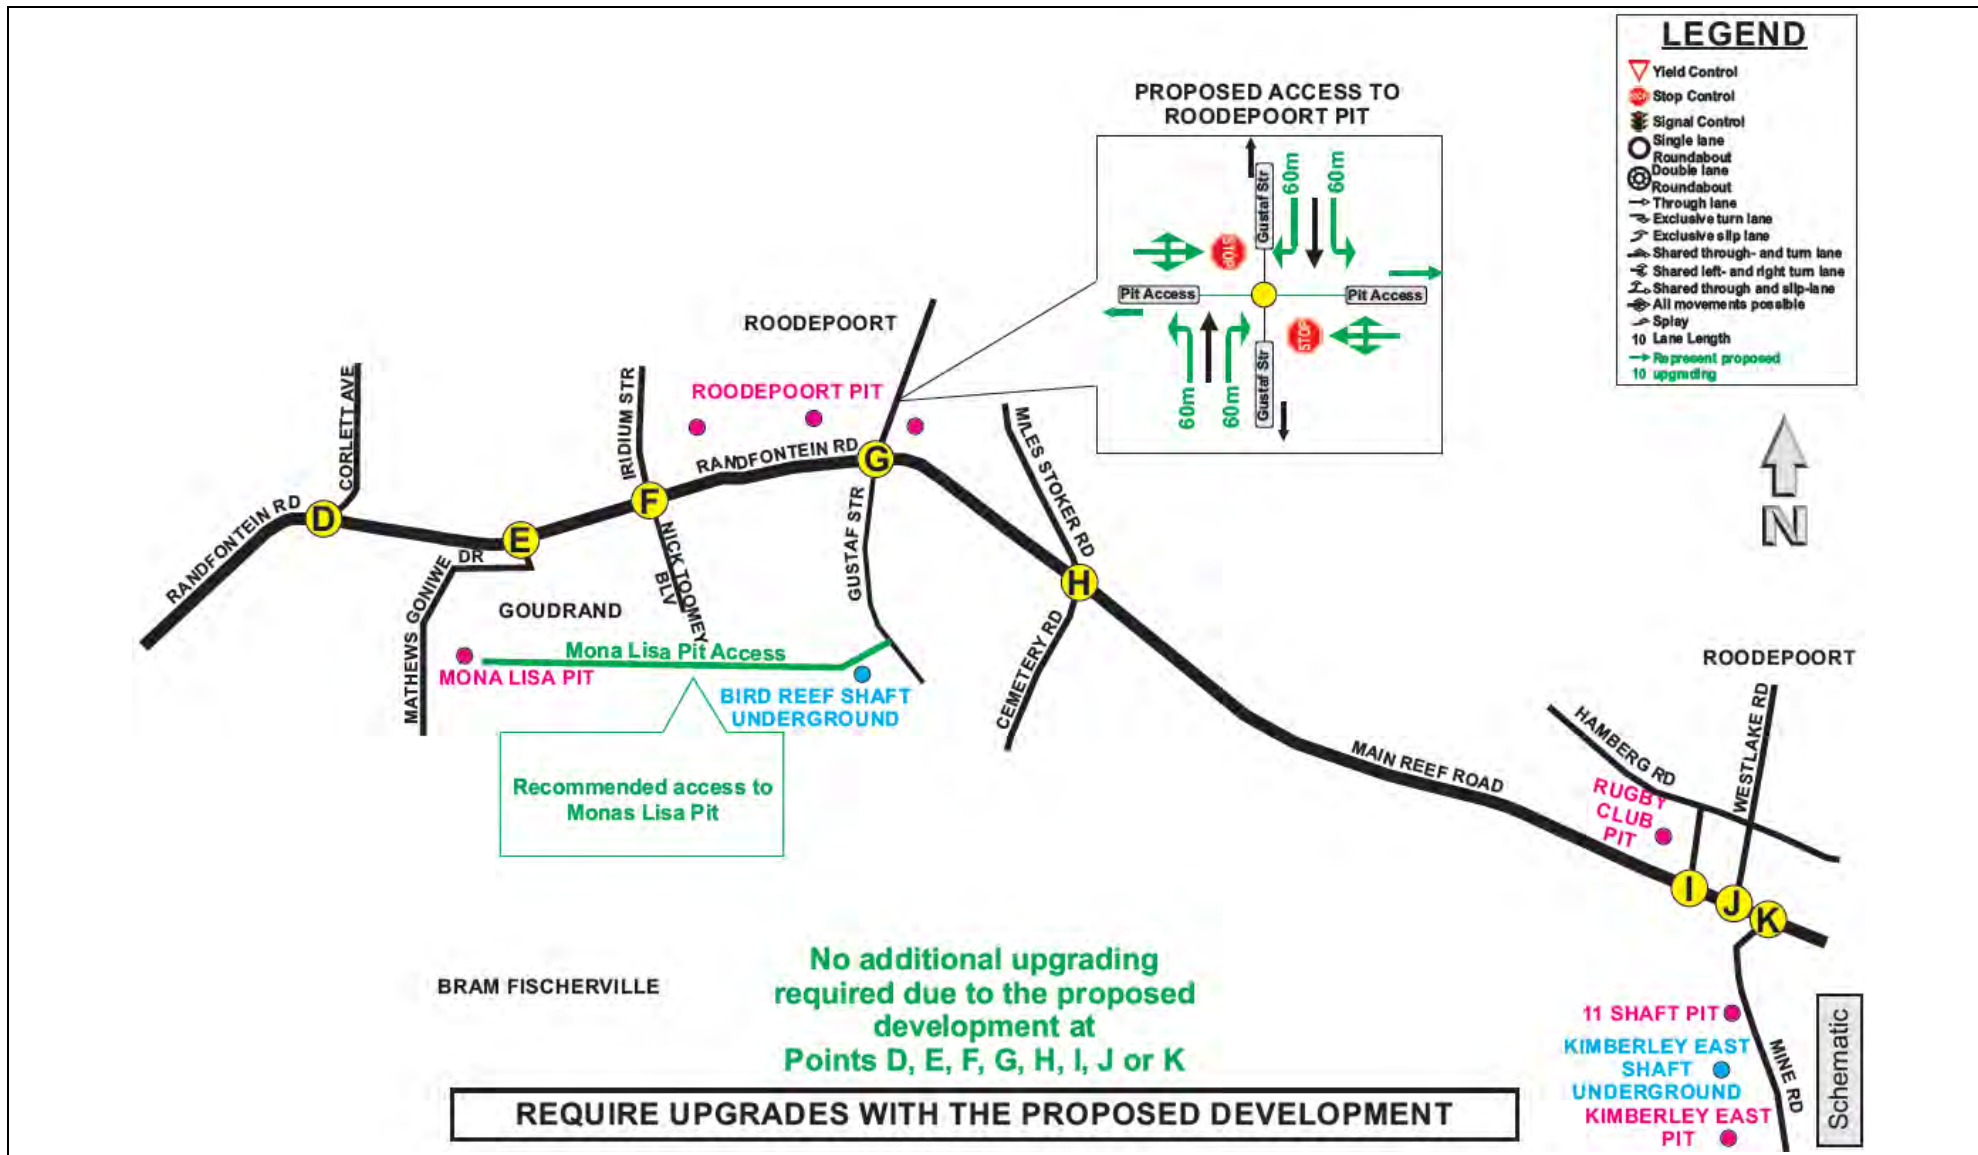 LEGEND
Yield Control
STOP Stop Control
Signal Control
Single lane
Roundabout
Double lane
Roundabout
Through lane
Exclusive turn lane
Exclusive slip lane
Shared through- and turn lane
Shared left- and right turn lane
Shared through and slip-lane
All movements possible
Splay
10 Lane Length
Represent proposed
10 upgrading
PROPOSED ACCESS TO
ROODEPOORT PIT
60m
60m
Gustaf Str
STOP
Pit Access
Pit Access
STOP
Gustaf Str
60m
60m
N
ROODEPOORT
ROODEPOORT PIT
CORLETT AVE
IRIDIUM STR
RANDFONTEIN RD
RANDFONTEIN RD
MILES STOKER RD
D
E
F
G
H
MATHEWS GONIWE DR
NICK TOOMEY
BLV
GUSTAF STR
CEMETERY RD
GOUDRAND
Mona Lisa Pit Access
MONA LISA PIT
BIRD REEF SHAFT
UNDERGROUND
Recommended access to
Monas Lisa Pit
MAIN REEF ROAD
ROODEPOORT
HAMBERG RD
WESTLAKE RD
RUGBY
CLUB
PIT
I
J
K
BRAM FISCHERVILLE
No additional upgrading
required due to the proposed
development at
Points D, E, F, G, H, I, J or K
11 SHAFT PIT
KIMBERLEY EAST
SHAFT
UNDERGROUND
KIMBERLEY EAST
PIT
MINE RD
Schematic
REQUIRE UPGRADES WITH THE PROPOSED DEVELOPMENT